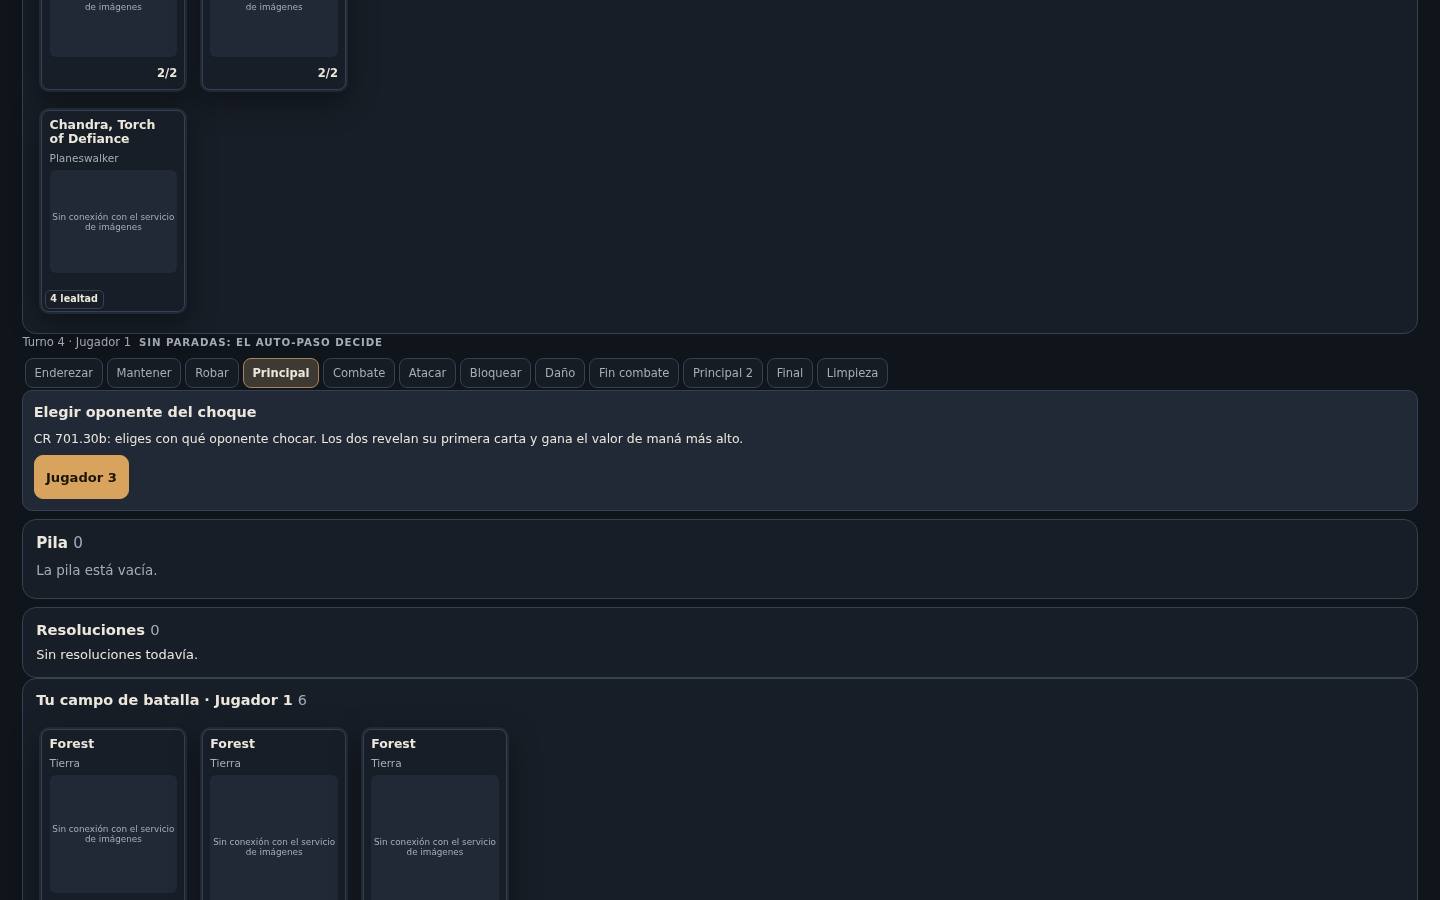 de imágenes
de imágenes
2/2
2/2
Chandra, Torch
of Defiance
Planeswalker
Sin conexión con el servicio
de imágenes
4 lealtad
Turno 4 · Jugador 1 SIN PARADAS: EL AUTO-PASO DECIDE
Enderezar
Mantener
Robar
Principal
Combate
Atacar
Bloquear
Daño
Fin combate
Principal 2
Final
Limpieza
Elegir oponente del choque
CR 701.30b: eliges con qué oponente chocar. Los dos revelan su primera carta y gana el valor de maná más alto.
Jugador 3
Pila 0
La pila está vacía.
Resoluciones 0
Sin resoluciones todavía.
Tu campo de batalla · Jugador 1 6
Forest
Tierra
Sin conexión con el servicio
de imágenes
Forest
Tierra
Sin conexión con el servicio
de imágenes
Forest
Tierra
Sin conexión con el servicio
de imágenes